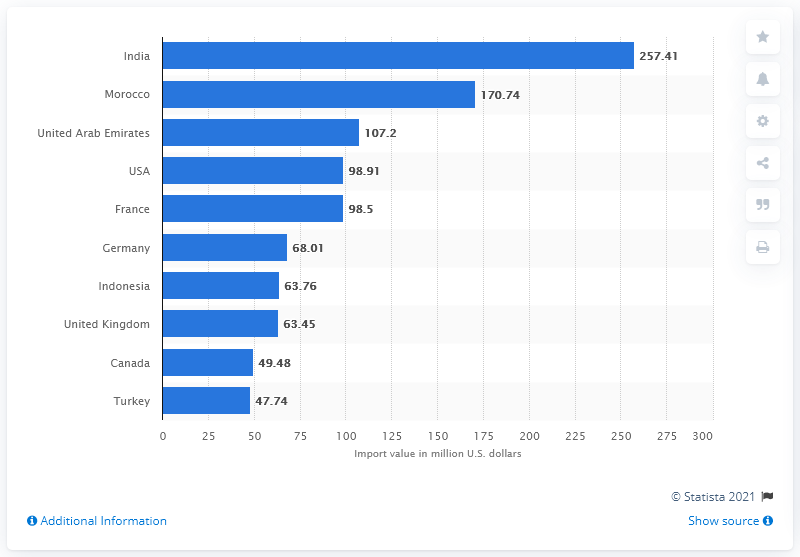 India 257.41
Morocco 170.74
United Arab Emirates 107.2
USA 98.91
France 98.5
Germany 68.01
Indonesia 63.76
United Kingdom 63.45
Canada 49.48
Turkey 47.74
0 25 50 75 100 125 150 175 200 225 250 275 300
Import value in million U.S. dollars
© Statista 2021
Additional Information
Show source